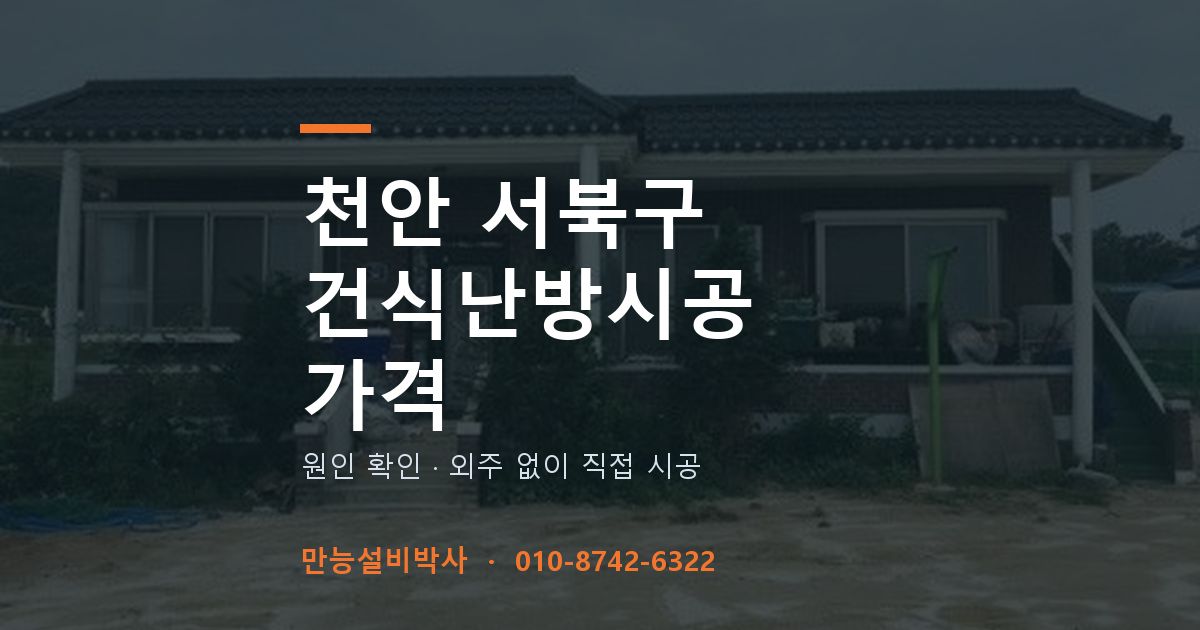 천안 서북구
건식난방시공
가격
원인 확인 · 외주 없이 직접 시공
만능설비박사 · 010-8742-6322